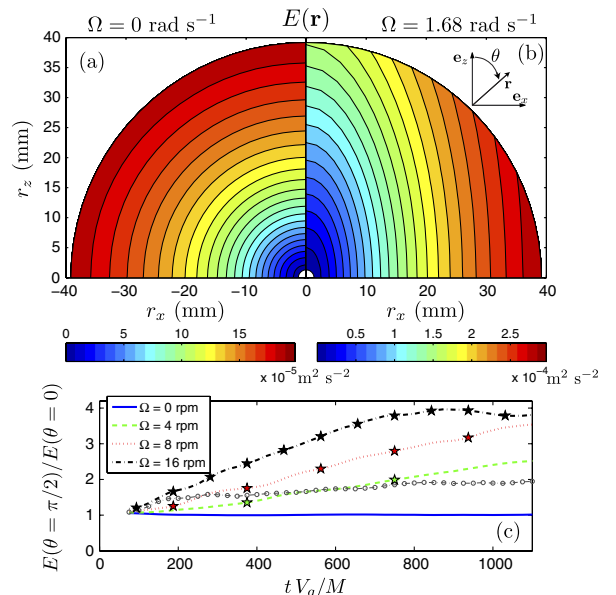 Ω = 0 rad s⁻¹ E(r) Ω = 1.68 rad s⁻¹
(a) (b)
e_z θ r e_x
40
35
30
25
20
15
10
5
0
r_z (mm)
−40 −30 −20 −10 0 10 20 30 40
r_x (mm) r_x (mm)
0 5 10 15
x 10⁻⁵ m² s⁻²
0.5 1 1.5 2 2.5
x 10⁻⁴ m² s⁻²
E(θ = π/2)/E(θ = 0)
4
3
2
1
0
Ω = 0 rpm
Ω = 4 rpm
Ω = 8 rpm
Ω = 16 rpm
(c)
0 200 400 600 800 1000
t V_g/M